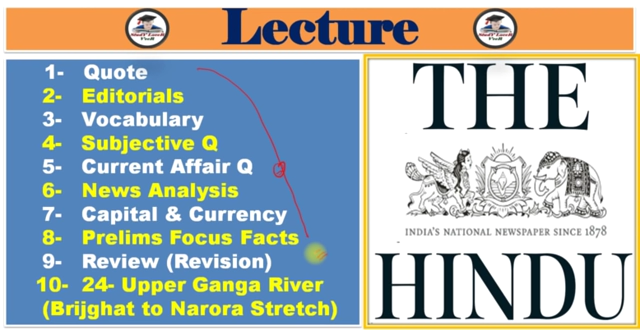 Lecture
1- Quote
2- Editorials
3- Vocabulary
4- Subjective Q
5- Current Affair Q
6- News Analysis
7- Capital & Currency
8- Prelims Focus Facts
9- Review (Revision)
10- 24- Upper Ganga River
(Brijghat to Narora Stretch)
THE
INDIA'S NATIONAL NEWSPAPER SINCE 1878
HINDU